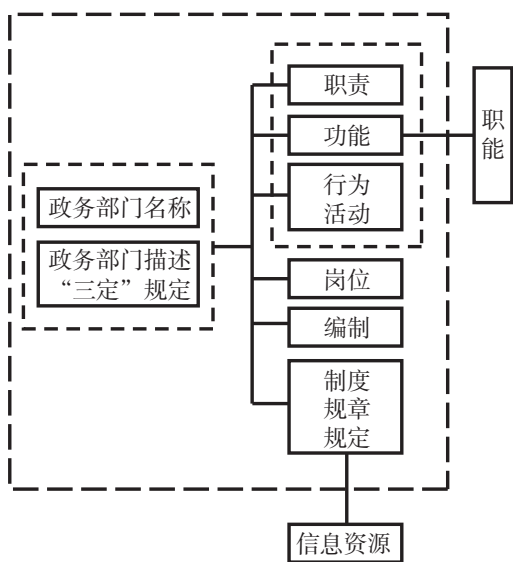 政务部门名称
政务部门描述
“三定”规定
职责
功能
行为
活动
岗位
编制
制度
规章
规定
职
能
信息资源